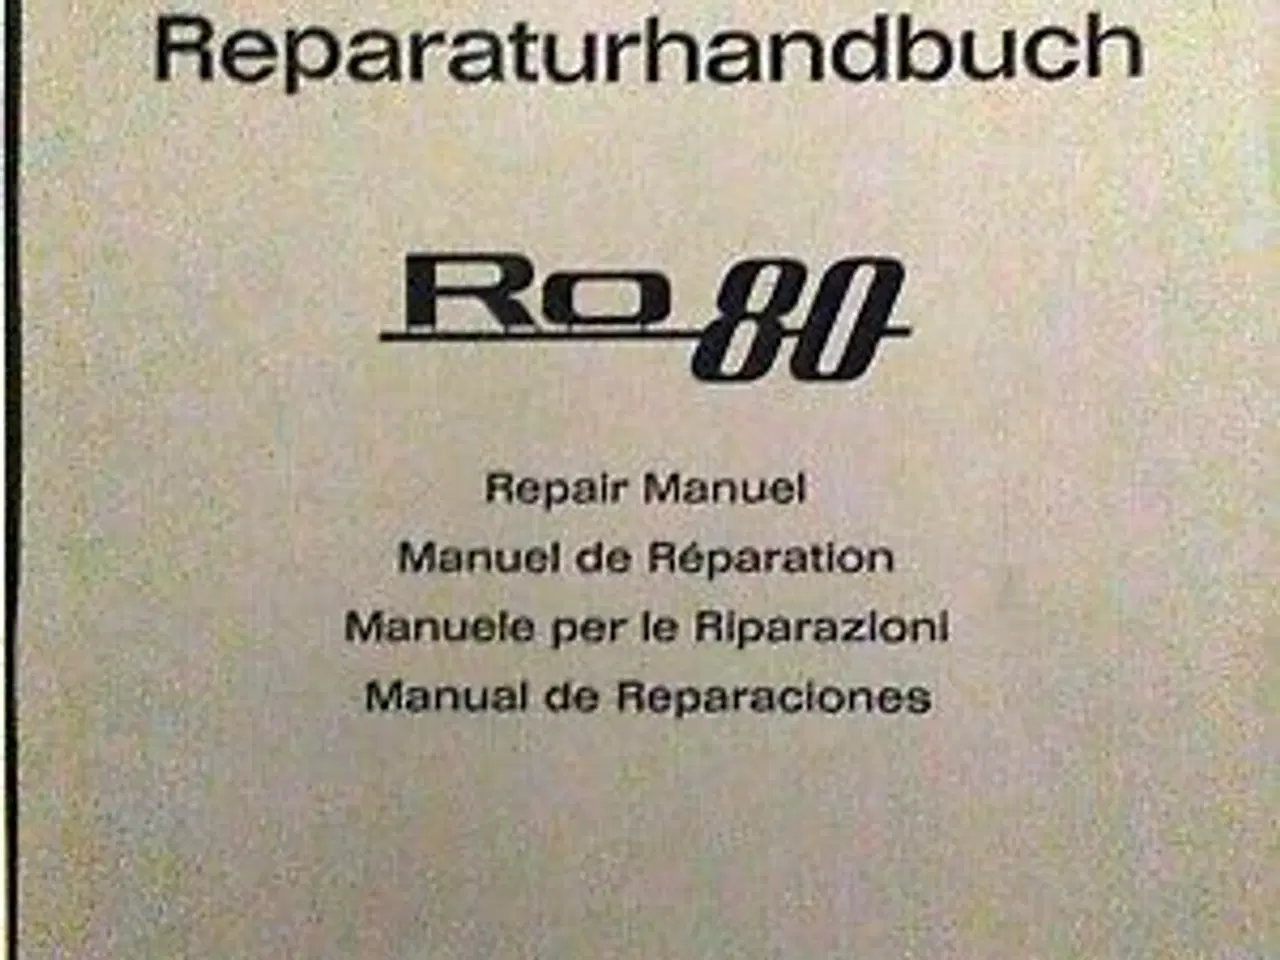 Reparaturhandbuch
Ro 80
Repair Manuel
Manuel de Réparation
Manuele per le Riparazioni
Manual de Reparaciones